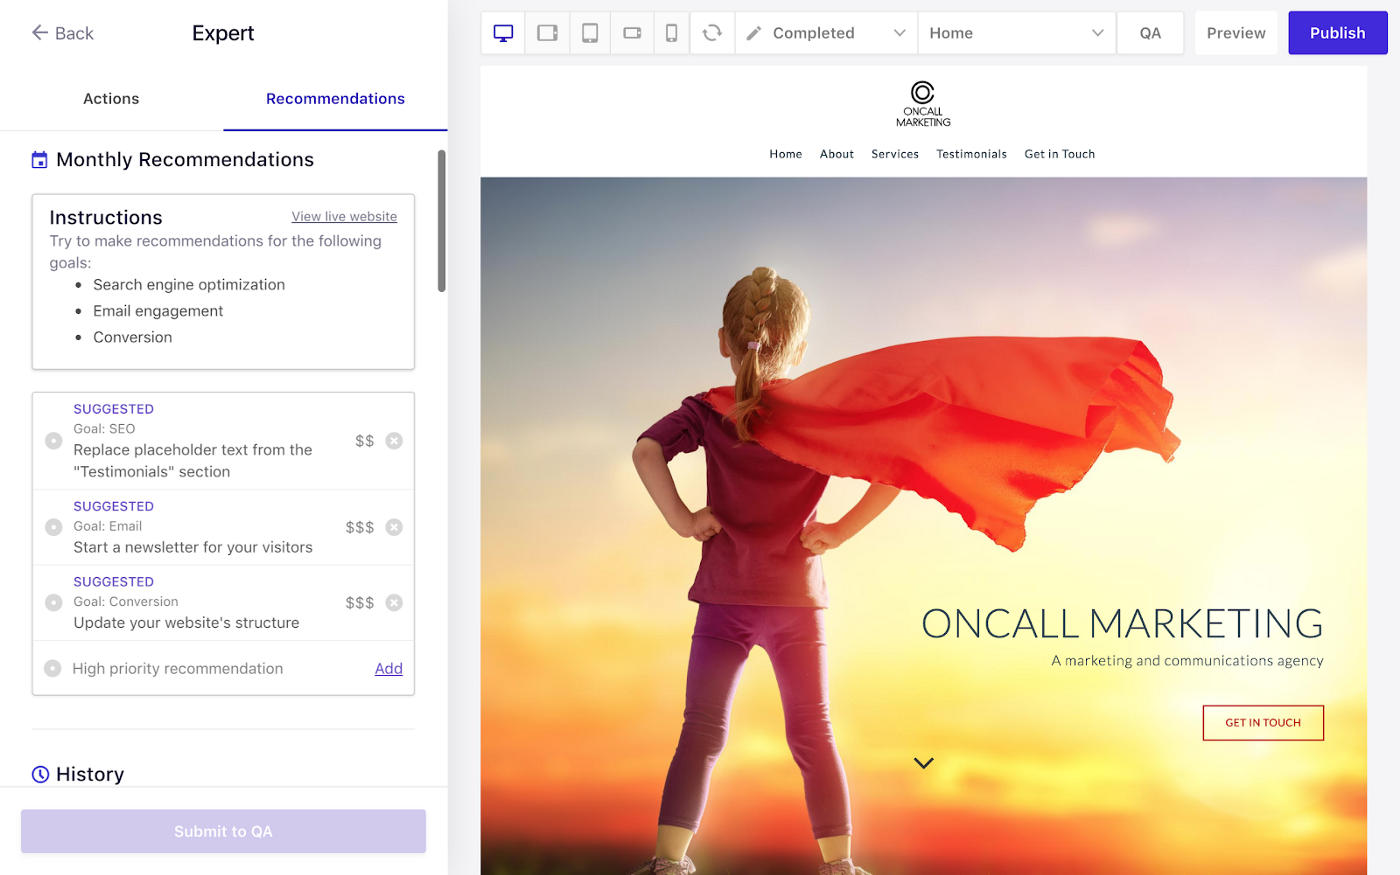 Back
Expert
Actions
Recommendations
Monthly Recommendations
Instructions
View live website
Try to make recommendations for the following
goals:
• Search engine optimization
• Email engagement
• Conversion
SUGGESTED
Goal: SEO
Replace placeholder text from the
"Testimonials" section
$$
SUGGESTED
Goal: Email
Start a newsletter for your visitors
$$$
SUGGESTED
Goal: Conversion
Update your website's structure
$$$
High priority recommendation
Add
History
Submit to QA
Completed
Home
QA
Preview
Publish
ONCALL
MARKETING
Home About Services Testimonials Get in Touch
ONCALL MARKETING
A marketing and communications agency
GET IN TOUCH